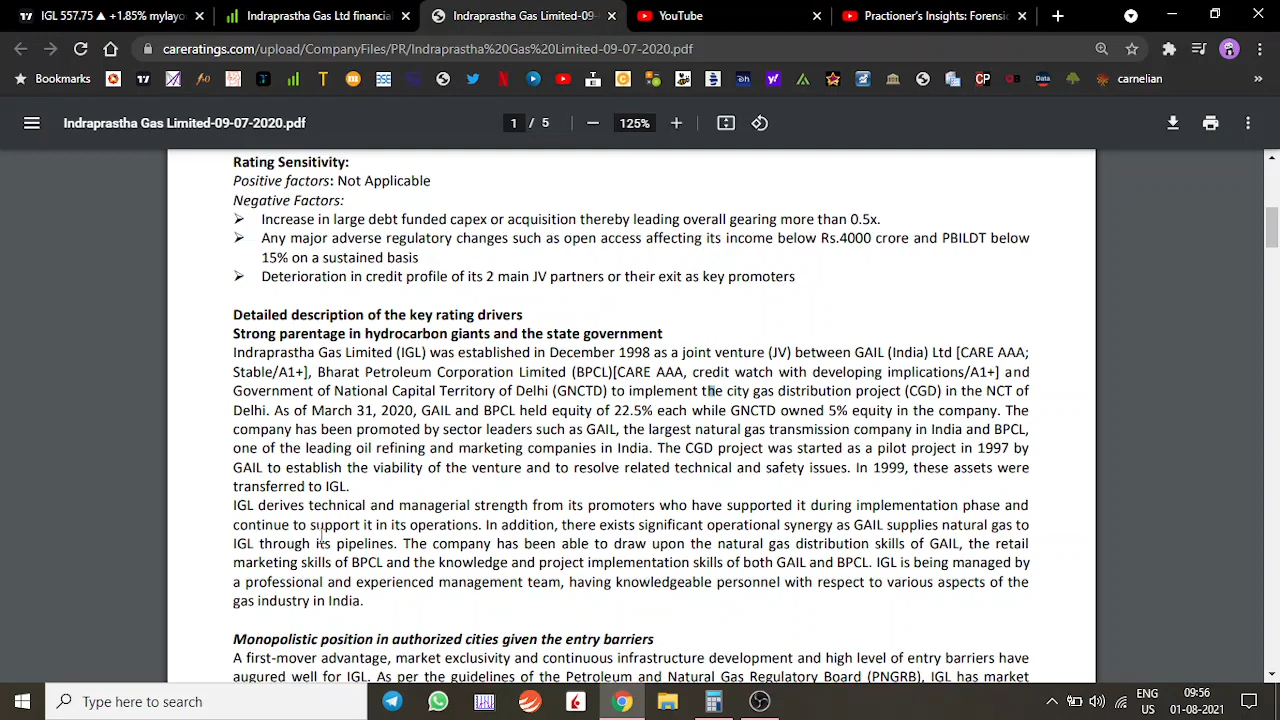 IGL 557.75 ▲ +1.85% mylayo
Indraprastha Gas Ltd financial
Indraprastha Gas Limited-09-
YouTube
Practioner's Insights: Forensic
careratings.com/upload/CompanyFiles/PR/Indraprastha%20Gas%20Limited-09-07-2020.pdf
Bookmarks
carnelian
Indraprastha Gas Limited-09-07-2020.pdf
1 / 5
125%
Rating Sensitivity:
Positive factors: Not Applicable
Negative Factors:
➢ Increase in large debt funded capex or acquisition thereby leading overall gearing more than 0.5x.
➢ Any major adverse regulatory changes such as open access affecting its income below Rs.4000 crore and PBILDT below
15% on a sustained basis
➢ Deterioration in credit profile of its 2 main JV partners or their exit as key promoters
Detailed description of the key rating drivers
Strong parentage in hydrocarbon giants and the state government
Indraprastha Gas Limited (IGL) was established in December 1998 as a joint venture (JV) between GAIL (India) Ltd [CARE AAA;
Stable/A1+], Bharat Petroleum Corporation Limited (BPCL)[CARE AAA, credit watch with developing implications/A1+] and
Government of National Capital Territory of Delhi (GNCTD) to implement the city gas distribution project (CGD) in the NCT of
Delhi. As of March 31, 2020, GAIL and BPCL held equity of 22.5% each while GNCTD owned 5% equity in the company. The
company has been promoted by sector leaders such as GAIL, the largest natural gas transmission company in India and BPCL,
one of the leading oil refining and marketing companies in India. The CGD project was started as a pilot project in 1997 by
GAIL to establish the viability of the venture and to resolve related technical and safety issues. In 1999, these assets were
transferred to IGL.
IGL derives technical and managerial strength from its promoters who have supported it during implementation phase and
continue to support it in its operations. In addition, there exists significant operational synergy as GAIL supplies natural gas to
IGL through its pipelines. The company has been able to draw upon the natural gas distribution skills of GAIL, the retail
marketing skills of BPCL and the knowledge and project implementation skills of both GAIL and BPCL. IGL is being managed by
a professional and experienced management team, having knowledgeable personnel with respect to various aspects of the
gas industry in India.
Monopolistic position in authorized cities given the entry barriers
A first-mover advantage, market exclusivity and continuous infrastructure development and high level of entry barriers have
augured well for IGL. As per the guidelines of the Petroleum and Natural Gas Regulatory Board (PNGRB), IGL has market
Type here to search
ENG
US
09:56
01-08-2021